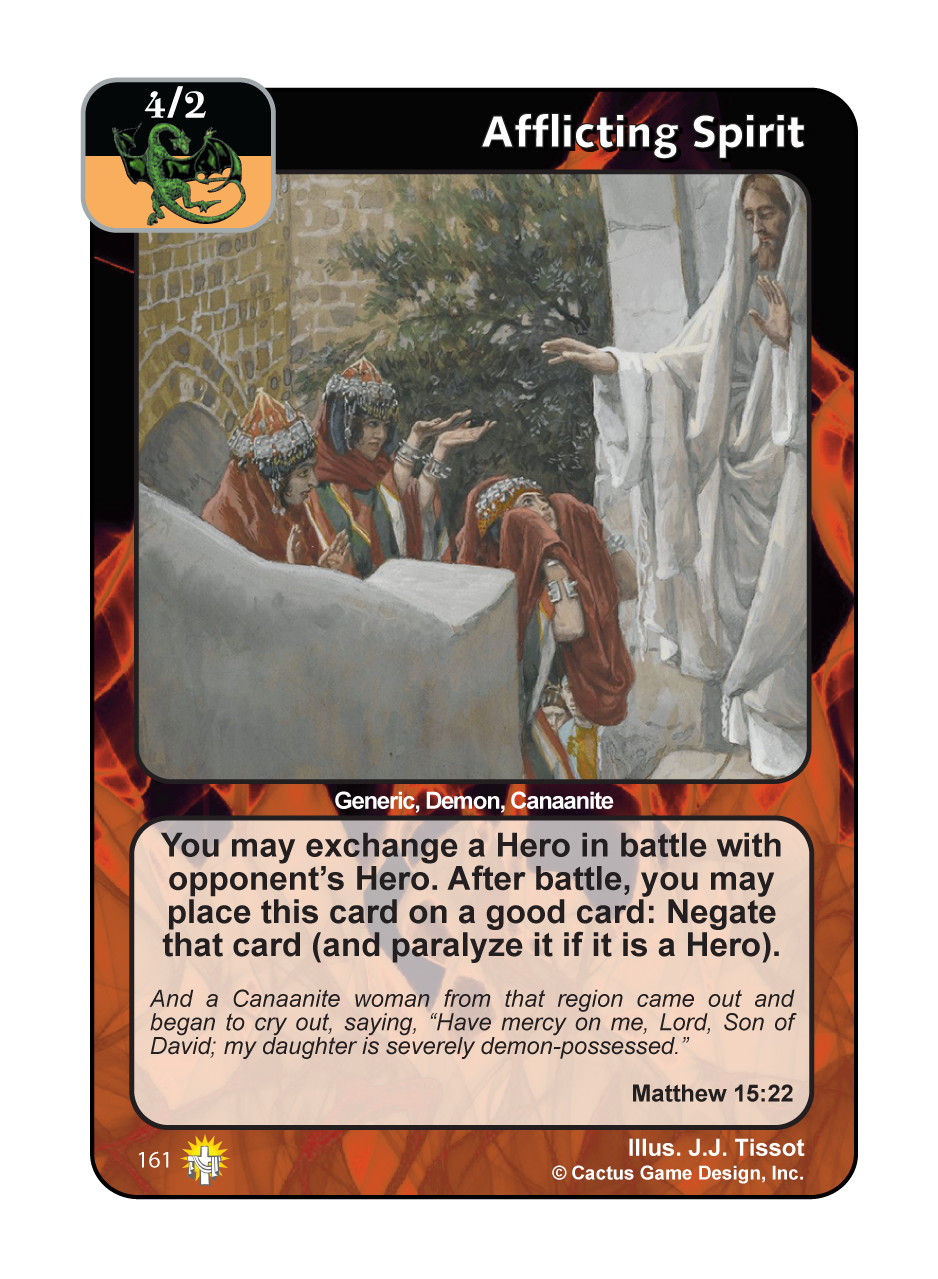 4/2
Afflicting Spirit
Generic, Demon, Canaanite
You may exchange a Hero in battle with
opponent’s Hero. After battle, you may
place this card on a good card: Negate
that card (and paralyze it if it is a Hero).
And a Canaanite woman from that region came out and
began to cry out, saying, “Have mercy on me, Lord, Son of
David; my daughter is severely demon-possessed.”
Matthew 15:22
161
Illus. J.J. Tissot
© Cactus Game Design, Inc.